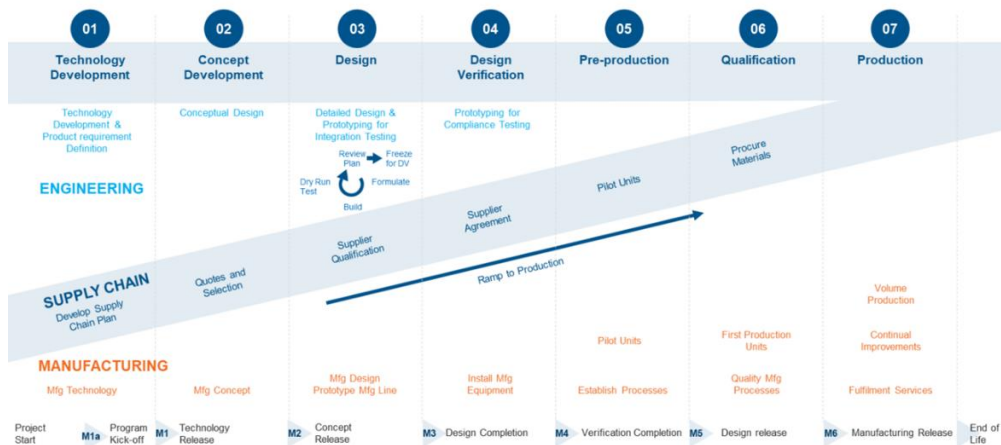 01
02
03
04
05
06
07
Technology
Development
Concept
Development
Design
Design
Verification
Pre-production
Qualification
Production
Technology
Development &
Product requirement
Definition
Conceptual Design
Detailed Design &
Prototyping for
Integration Testing
Prototyping for
Compliance Testing
Review
Plan
Freeze
for DV
Dry Run
Test
Formulate
Build
ENGINEERING
SUPPLY CHAIN
Develop Supply
Chain Plan
Quotes and
Selection
Supplier
Qualification
Supplier
Agreement
Pilot Units
Procure
Materials
Ramp to Production
MANUFACTURING
Mfg Technology
Mfg Concept
Mfg Design
Prototype Mfg Line
Install Mfg
Equipment
Pilot Units
Establish Processes
First Production
Units
Quality Mfg
Processes
Volume
Production
Continual
Improvements
Fulfilment Services
Project
Start
M1a
Program
Kick-off
M1
Technology
Release
M2
Concept
Release
M3
Design Completion
M4
Verification Completion
M5
Design release
M6
Manufacturing Release
End of
Life